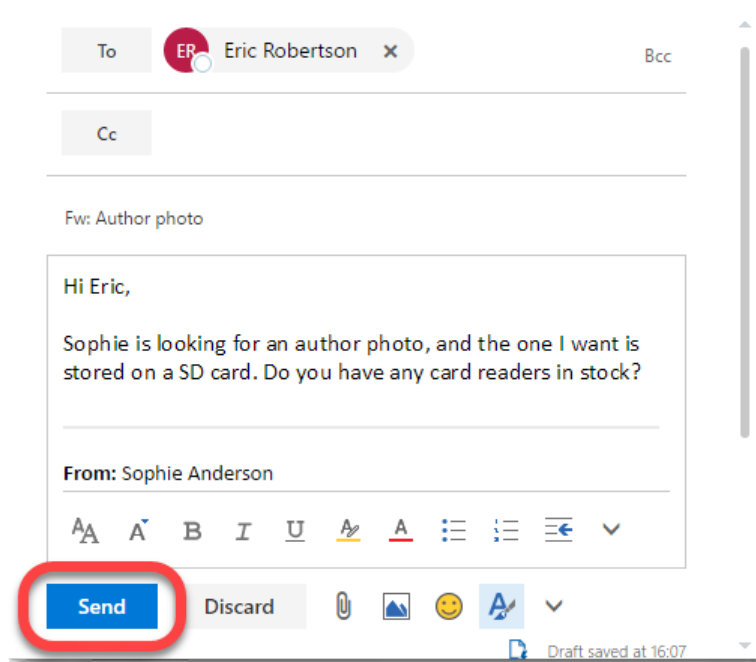 To ER Eric Robertson × Bcc
Cc
Fw: Author photo
Hi Eric,
Sophie is looking for an author photo, and the one I want is
stored on a SD card. Do you have any card readers in stock?
From: Sophie Anderson
AA A B I U A A
Send Discard A
Draft saved at 16:07